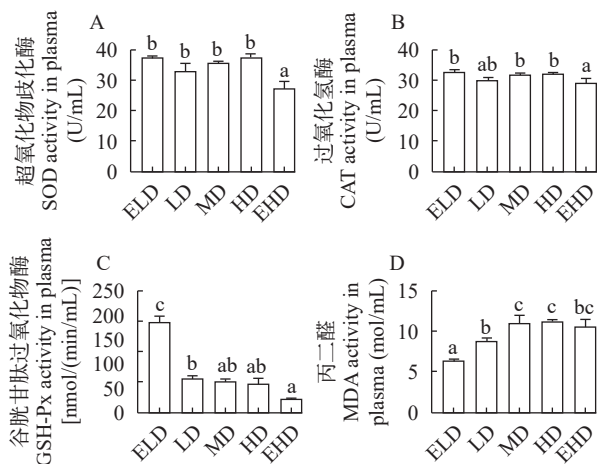 A
超氧化物歧化酶
SOD activity in plasma
(U/mL)
40
30
20
10
0
b
b
b
b
a
ELD
LD
MD
HD
EHD
B
过氧化氢酶
CAT activity in plasma
(U/mL)
40
30
20
10
0
b
ab
b
b
a
ELD
LD
MD
HD
EHD
C
谷胱甘肽过氧化物酶
GSH-Px activity in plasma
[nmol/(min/mL)]
250
200
150
100
50
0
c
b
ab
ab
a
ELD
LD
MD
HD
EHD
D
丙二醛
MDA activity in
plasma (mol/mL)
15
10
5
0
a
b
c
c
bc
ELD
LD
MD
HD
EHD